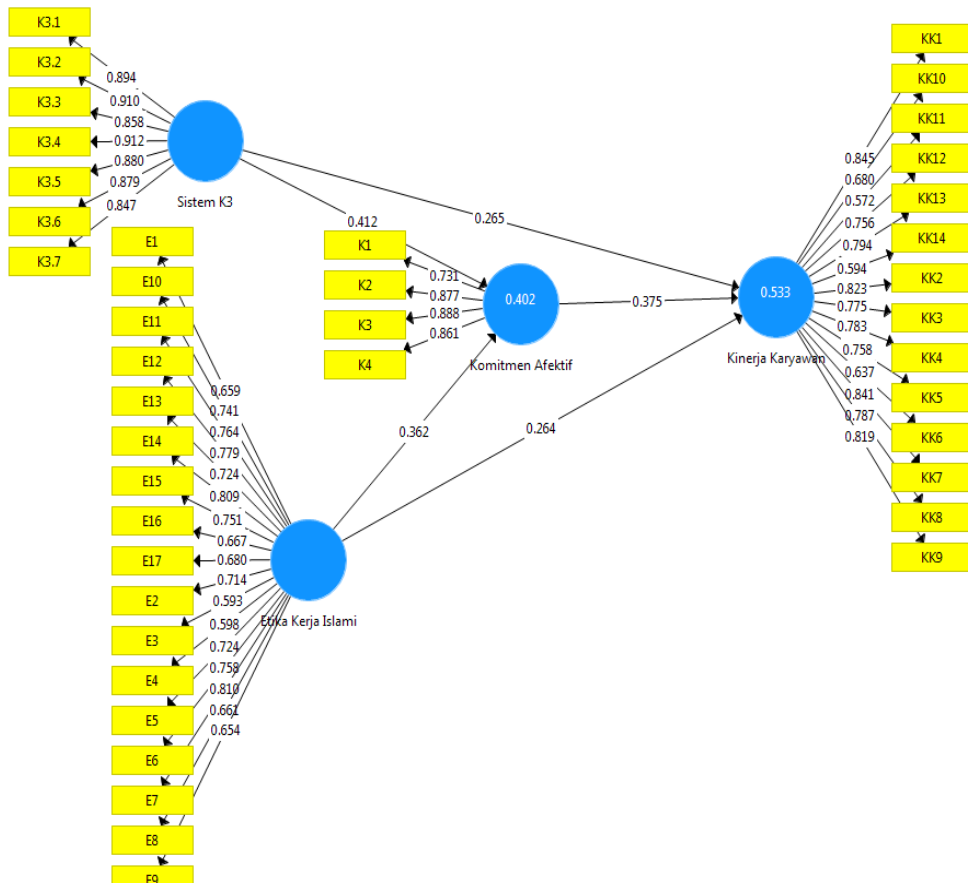 K3.1
K3.2
K3.3
K3.4
K3.5
K3.6
K3.7
0.894
0.910
0.858
0.912
0.880
0.879
0.847
Sistem K3
E1
E10
E11
E12
E13
E14
E15
E16
E17
E2
E3
E4
E5
E6
E7
E8
E9
0.659
0.741
0.764
0.779
0.724
0.809
0.751
0.667
0.680
0.714
0.593
0.598
0.724
0.758
0.810
0.661
0.654
Etika Kerja Islami
0.412
0.265
0.362
0.264
0.375
K1
K2
K3
K4
0.731
0.877
0.888
0.861
0.402
Komitmen Afektif
0.533
Kinerja Karyawan
0.845
0.680
0.572
0.756
0.794
0.594
0.823
0.775
0.783
0.758
0.637
0.841
0.787
0.819
KK1
KK10
KK11
KK12
KK13
KK14
KK2
KK3
KK4
KK5
KK6
KK7
KK8
KK9